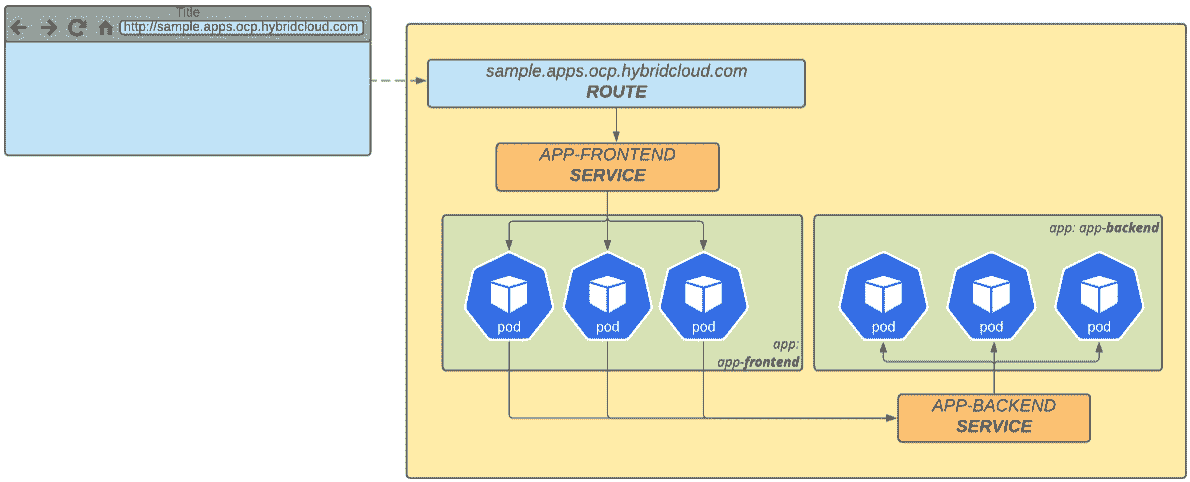 Title
http://sample.apps.ocp.hybridcloud.com
sample.apps.ocp.hybridcloud.com
ROUTE
APP-FRONTEND
SERVICE
pod
pod
pod
app:
app-frontend
app: app-backend
pod
pod
pod
APP-BACKEND
SERVICE